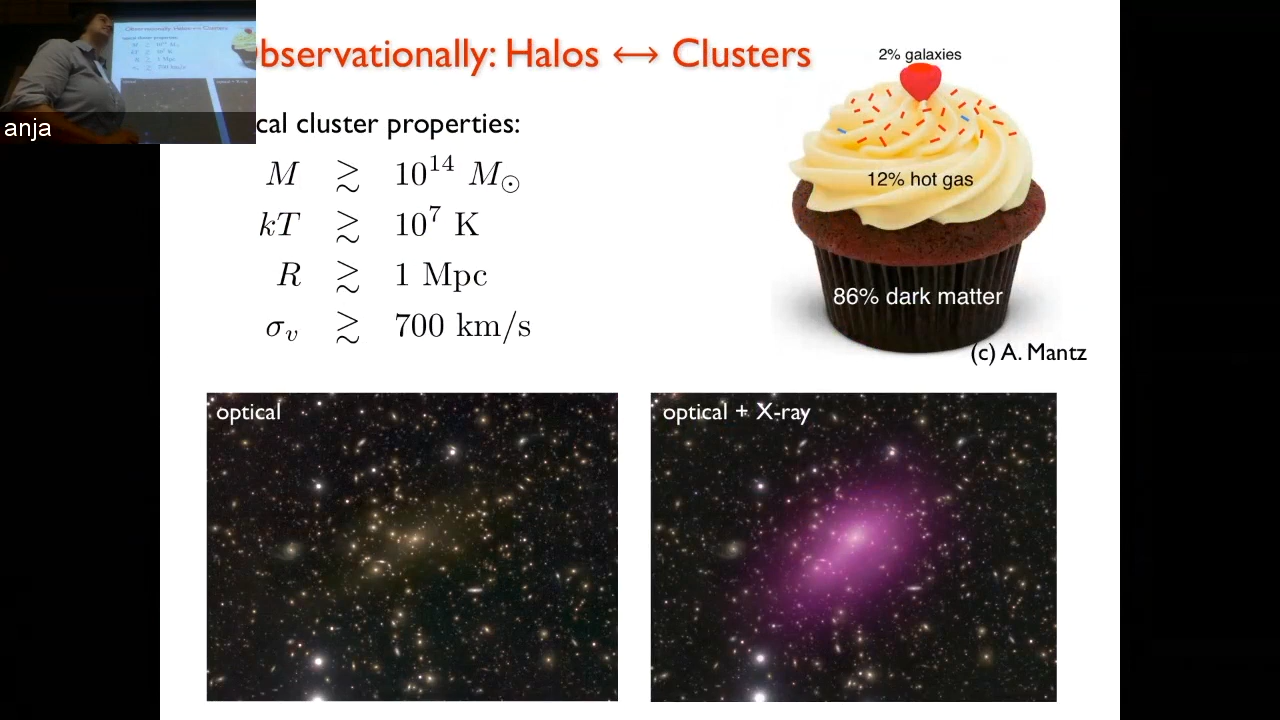 bservationally: Halos ↔ Clusters
2% galaxies
anja
cal cluster properties:
M ≳ 10^14 M_⊙
kT ≳ 10^7 K
R ≳ 1 Mpc
σ_v ≳ 700 km/s
12% hot gas
86% dark matter
(c) A. Mantz
optical
optical + X-ray